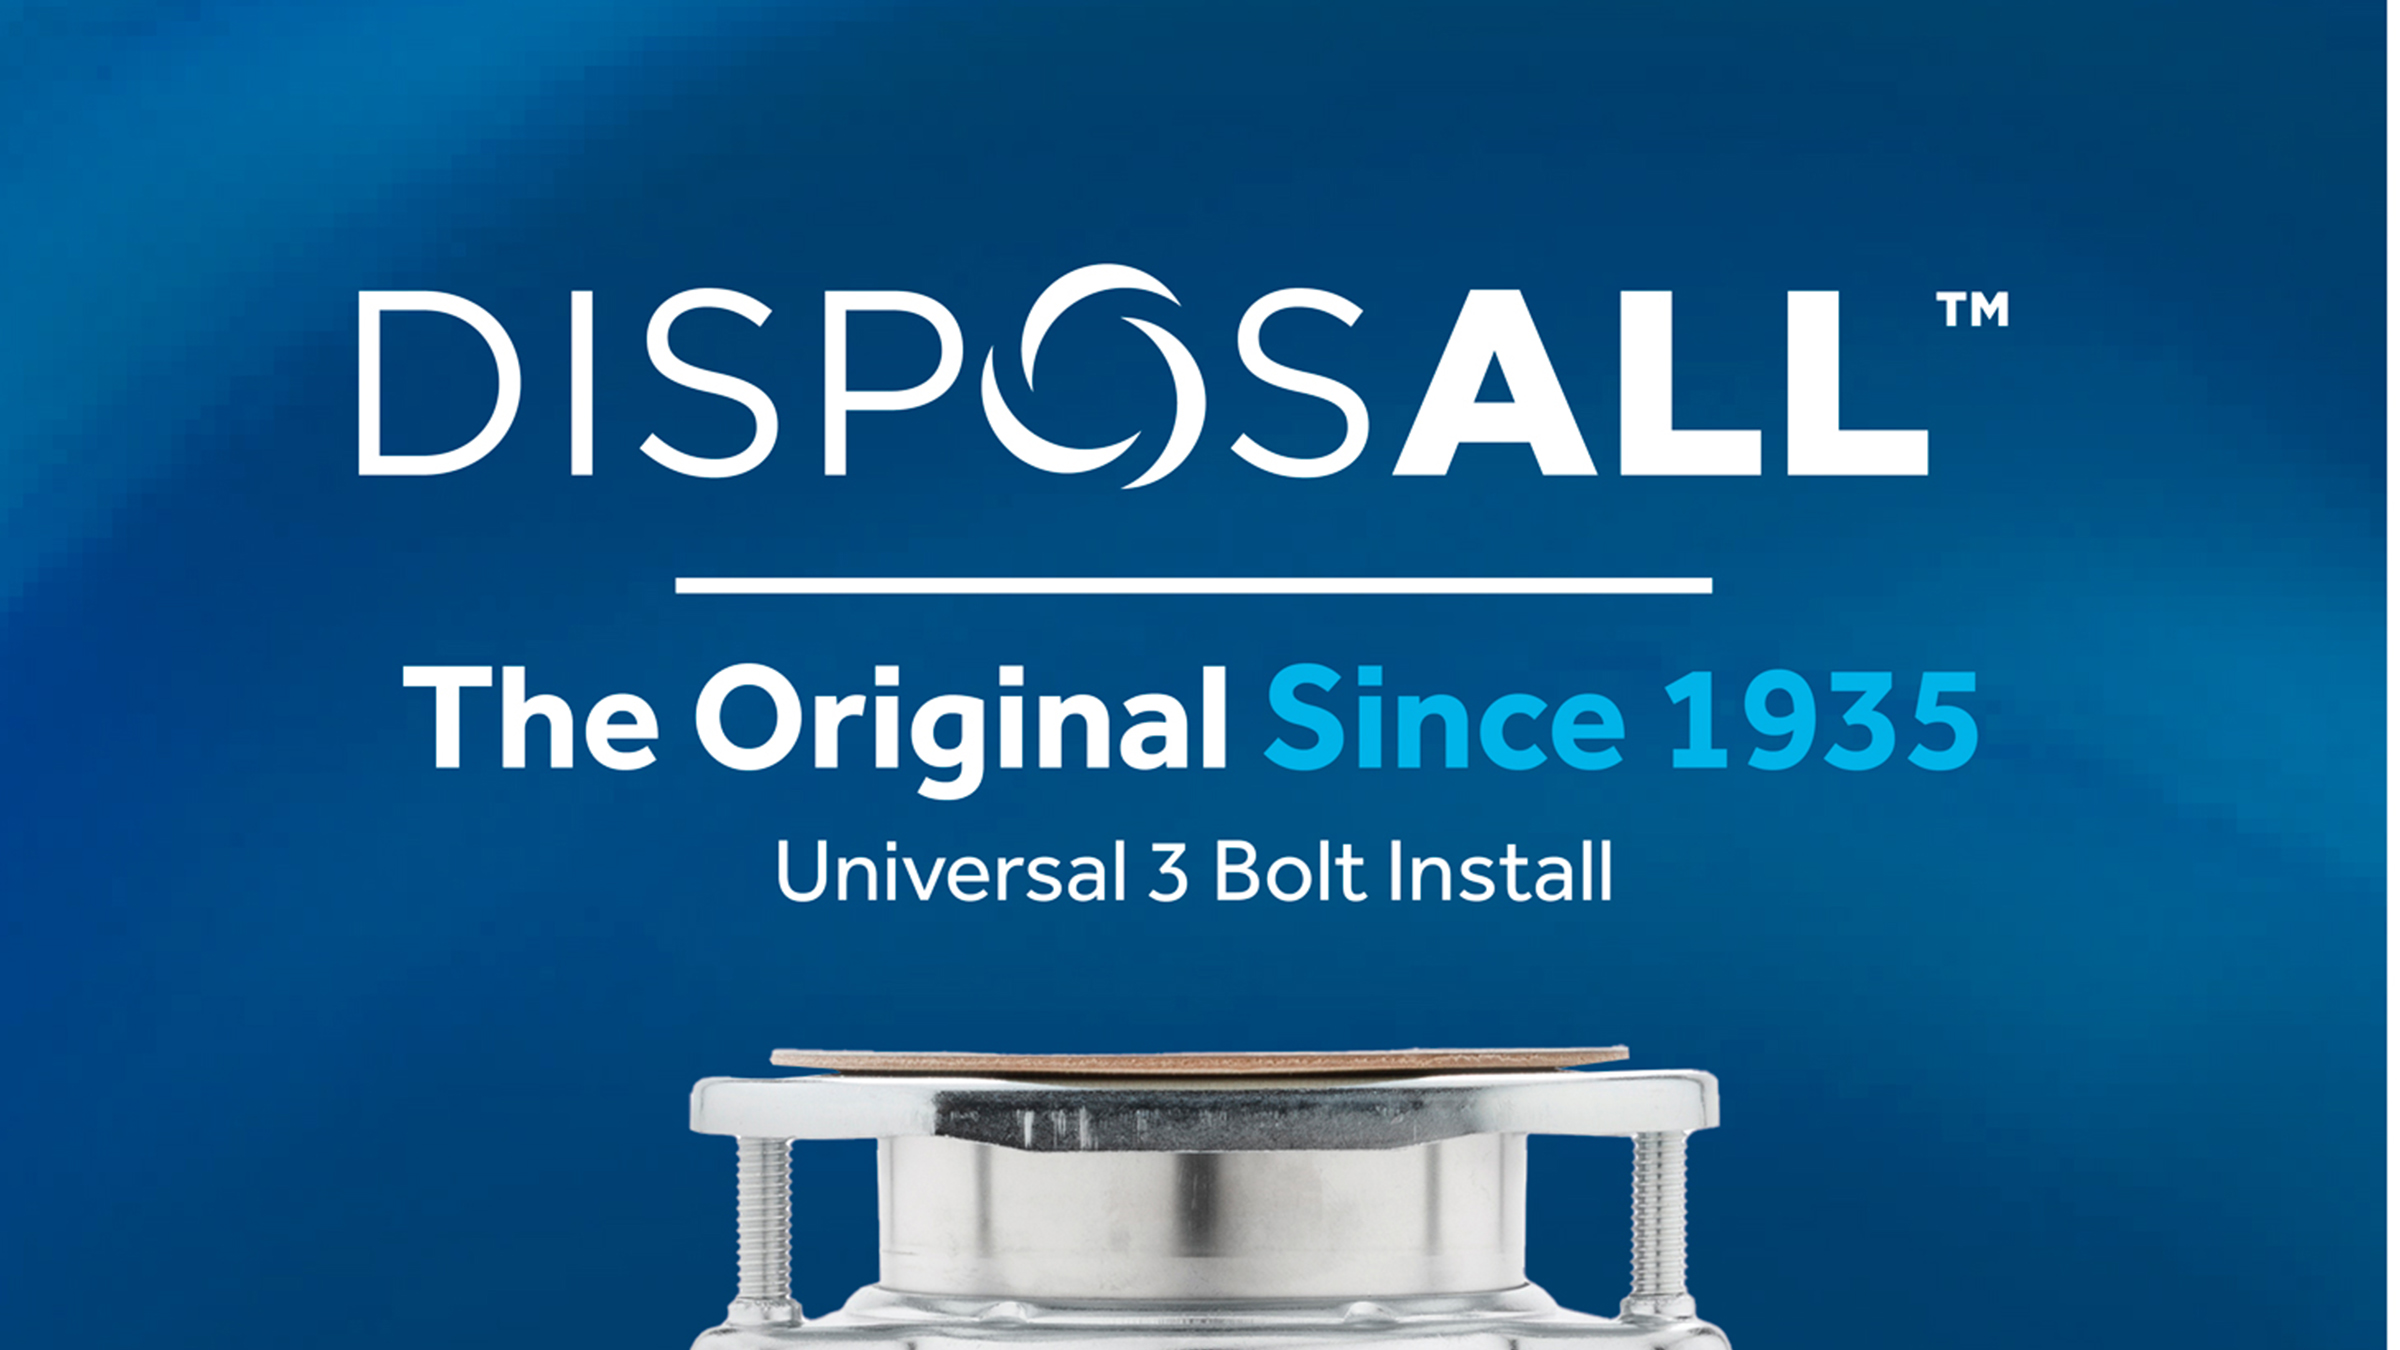 DISPOSALL™
The Original Since 1935
Universal 3 Bolt Install